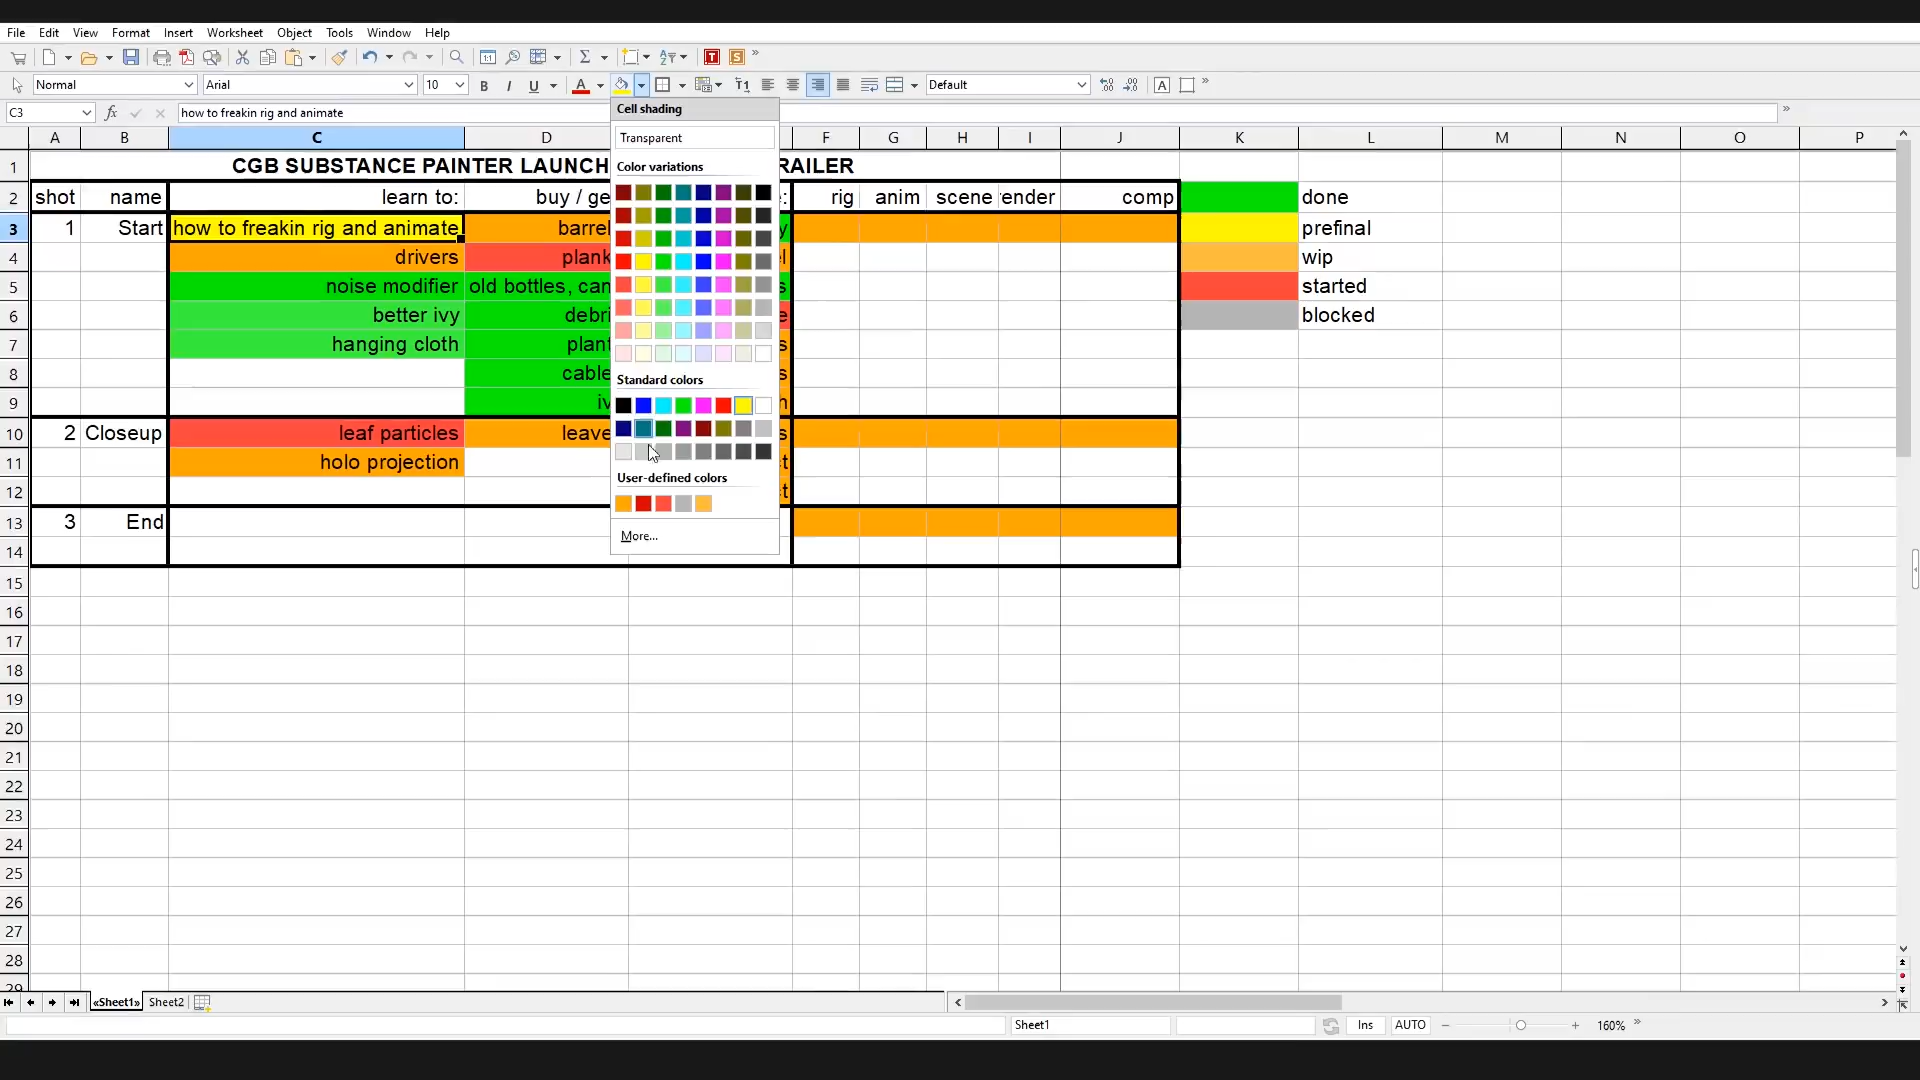 File Edit View Format Insert Worksheet Object Tools Window Help
Normal Arial 10 Default
C3 how to freakin rig and animate
Cell shading
Transparent
Color variations
Standard colors
User-defined colors
More...
A B C D F G H I J K L M N O P
1 CGB SUBSTANCE PAINTER LAUNCH RAILER
2 shot name learn to: buy / ge : rig anim scene render comp done
3 1 Start how to freakin rig and animate barrel y prefinal
4 drivers plank l wip
5 noise modifier old bottles, can s started
6 better ivy debri e blocked
7 hanging cloth plant s
8 cable s
9 iv n
10 2 Closeup leaf particles leave s
11 holo projection t
12 t
13 3 End
14
15
16
17
18
19
20
21
22
23
24
25
26
27
28
29
«Sheet1» Sheet2
Sheet1 Ins AUTO 160%